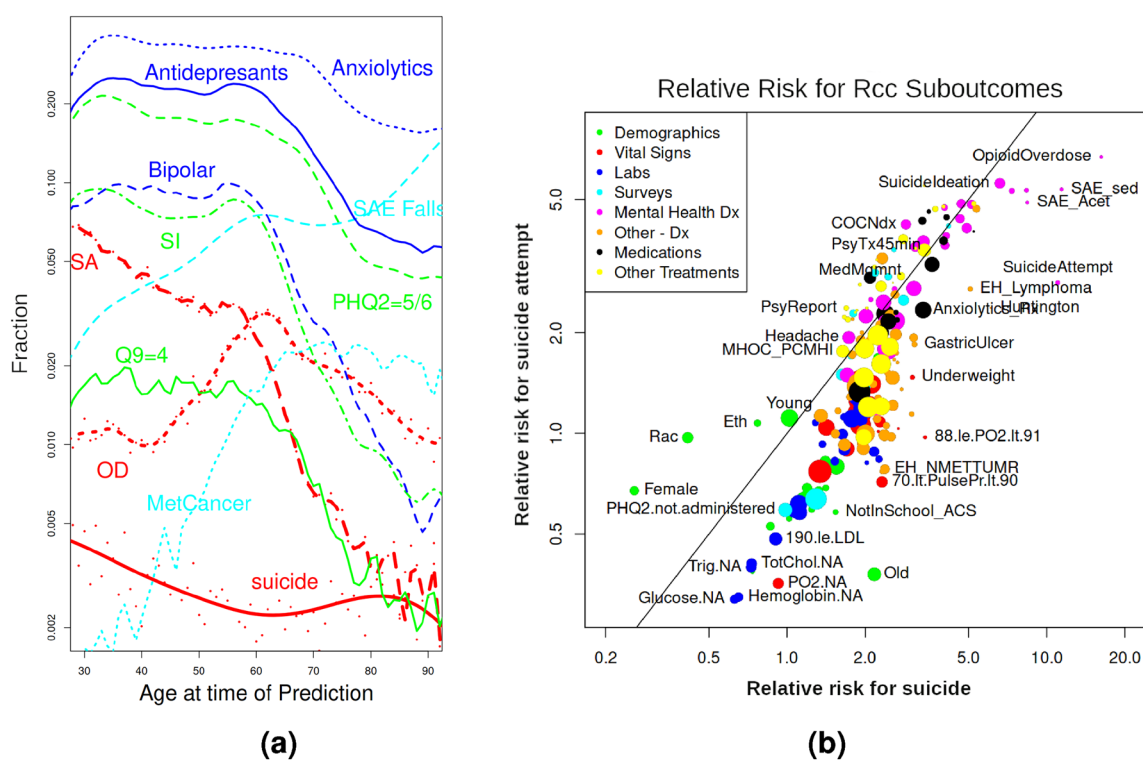 Fraction
0.200
0.100
0.050
0.020
0.010
0.005
0.002
Antidepresants
Anxiolytics
Bipolar
SAE Falls
SI
SA
PHQ2=5/6
Q9=4
OD
MetCancer
suicide
30 40 50 60 70 80 90
Age at time of Prediction
(a)
Relative Risk for Rcc Suboutcomes
Relative risk for suicide attempt
5.0
2.0
1.0
0.5
Demographics
Vital Signs
Labs
Surveys
Mental Health Dx
Other - Dx
Medications
Other Treatments
OpioidOverdose
SuicideIdeation
SAE_sed
SAE_Acet
COCNdx
PsyTx45min
MedMgmnt
SuicideAttempt
EH_Lymphoma
PsyReport
Anxiolytics_Rx
Huntington
Headache
GastricUlcer
MHOC_PCMHI
Underweight
Young
Eth
Rac
88.le.PO2.lt.91
EH_NMETTUMR
70.lt.PulsePr.lt.90
Female
PHQ2.not.administered
NotInSchool_ACS
190.le.LDL
Trig.NA
TotChol.NA
Old
PO2.NA
Glucose.NA
Hemoglobin.NA
0.2 0.5 1.0 2.0 5.0 10.0 20.0
Relative risk for suicide
(b)